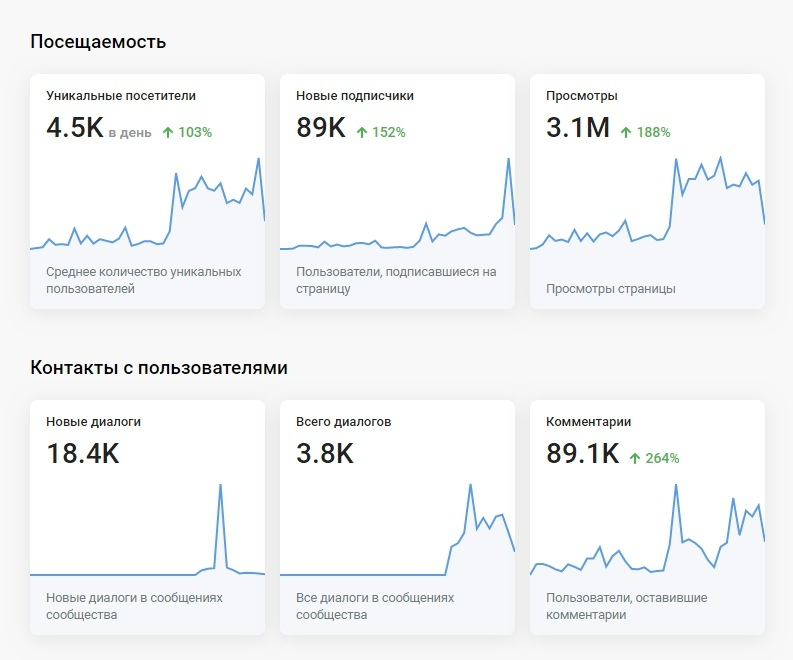 Посещаемость
Уникальные посетители
4.5K в день ↑ 103%
Среднее количество уникальных
пользователей
Новые подписчики
89K ↑ 152%
Пользователи, подписавшиеся на
страницу
Просмотры
3.1M ↑ 188%
Просмотры страницы
Контакты с пользователями
Новые диалоги
18.4K
Новые диалоги в сообщениях
сообщества
Всего диалогов
3.8K
Все диалоги в сообщениях
сообщества
Комментарии
89.1K ↑ 264%
Пользователи, оставившие
комментарии